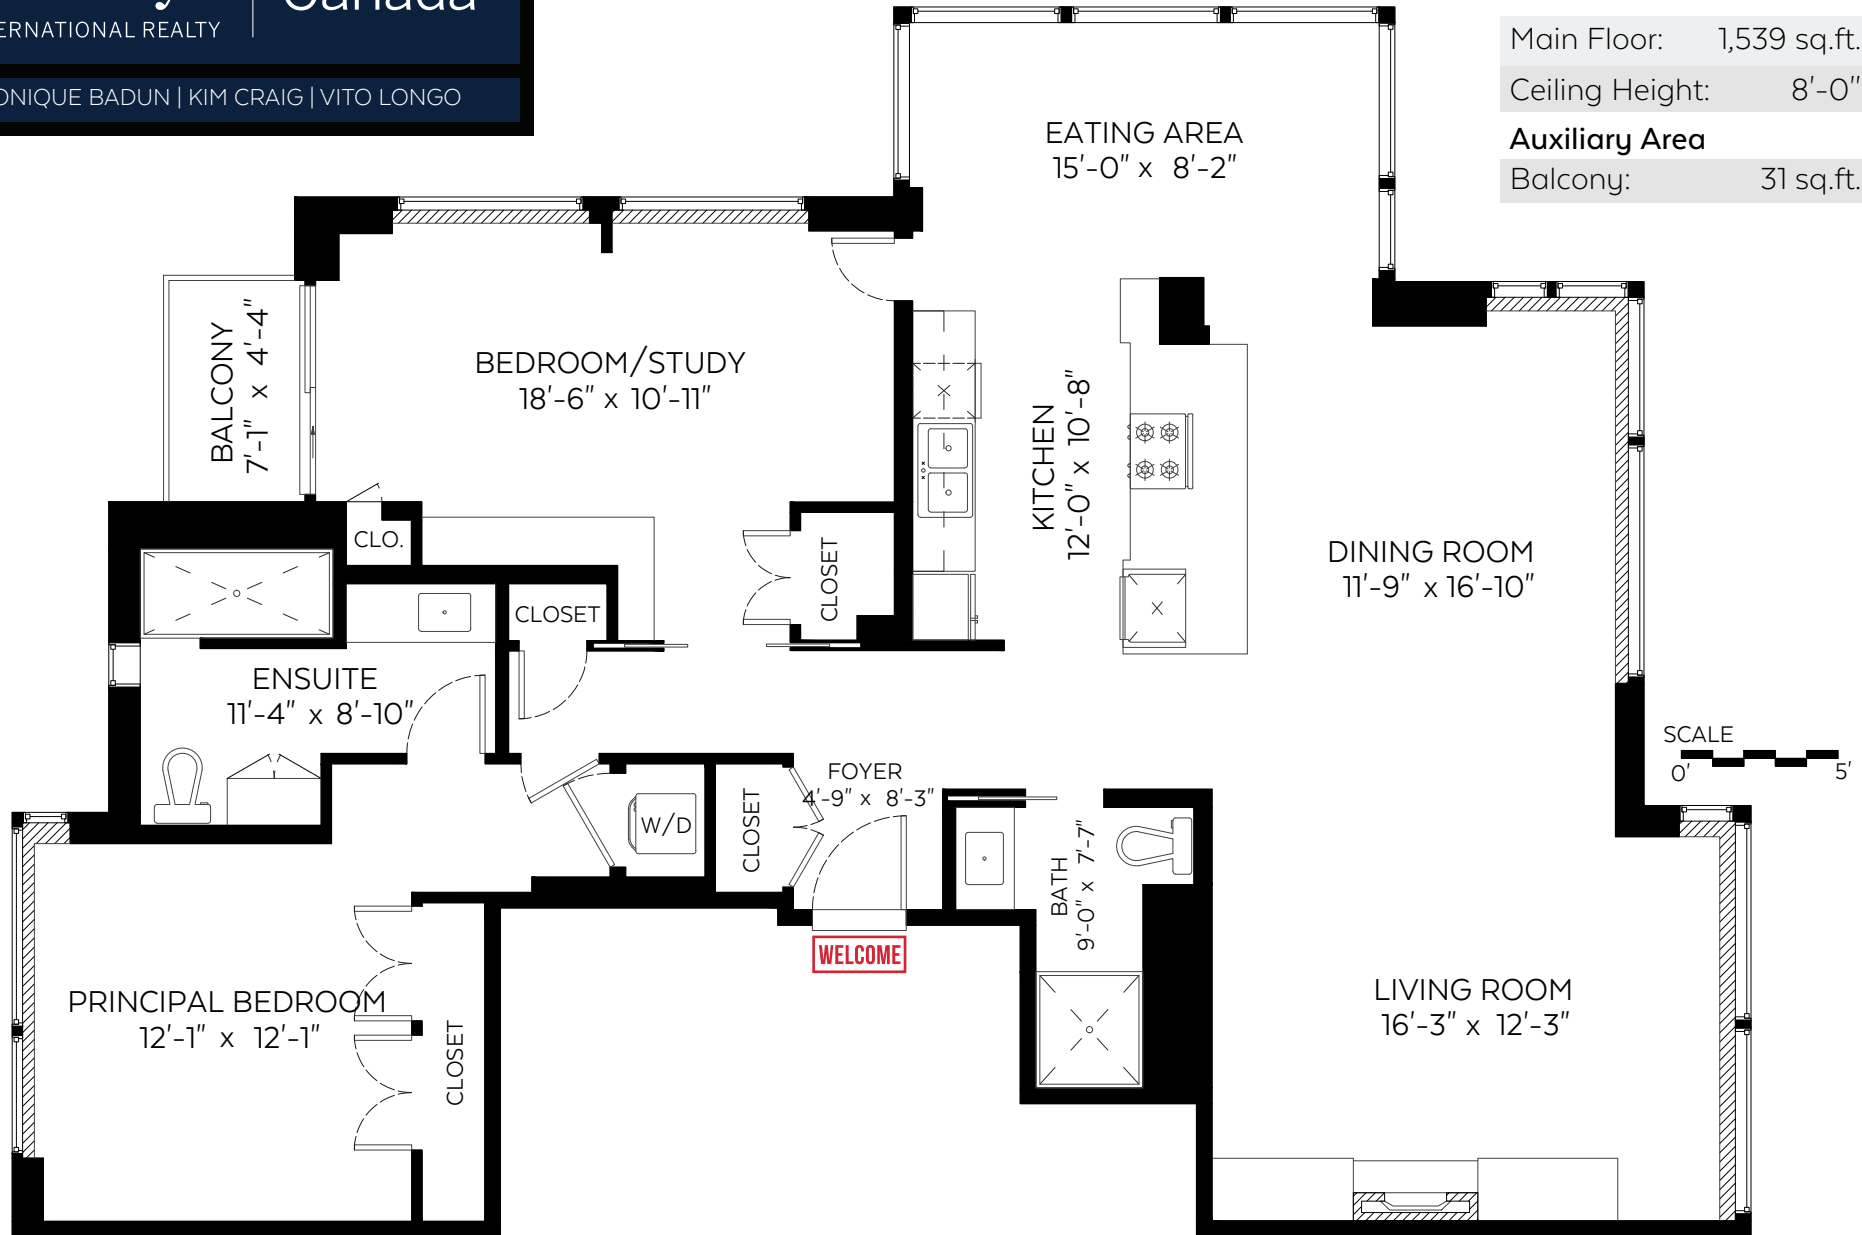 Canada
ERNATIONAL REALTY
ONIQUE BADUN | KIM CRAIG | VITO LONGO
Main Floor: 1,539 sq.ft.
Ceiling Height: 8'-0"
Auxiliary Area
Balcony: 31 sq.ft.
EATING AREA
15'-0" x 8'-2"
BALCONY
7'-1" x 4'-4"
BEDROOM/STUDY
18'-6" x 10'-11"
KITCHEN
12'-0" x 10'-8"
CLO.
CLOSET
CLOSET
DINING ROOM
11'-9" x 16'-10"
ENSUITE
11'-4" x 8'-10"
SCALE
0' 5'
FOYER
4'-9" x 8'-3"
W/D
CLOSET
BATH
9'-0" x 7'-7"
WELCOME
PRINCIPAL BEDROOM
12'-1" x 12'-1"
CLOSET
LIVING ROOM
16'-3" x 12'-3"